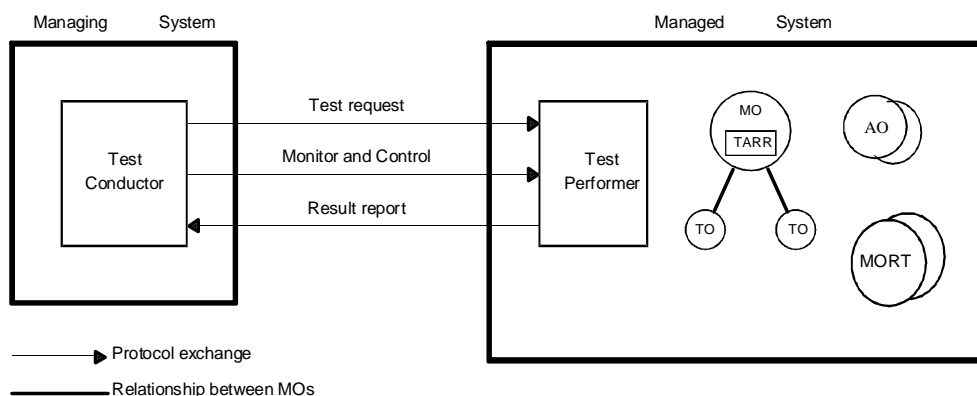 Managing System
Managed System
Test Conductor
Test request
Monitor and Control
Result report
Test Performer
MO
TARR
TO
TO
AO
MORT
Protocol exchange
Relationship between MOs